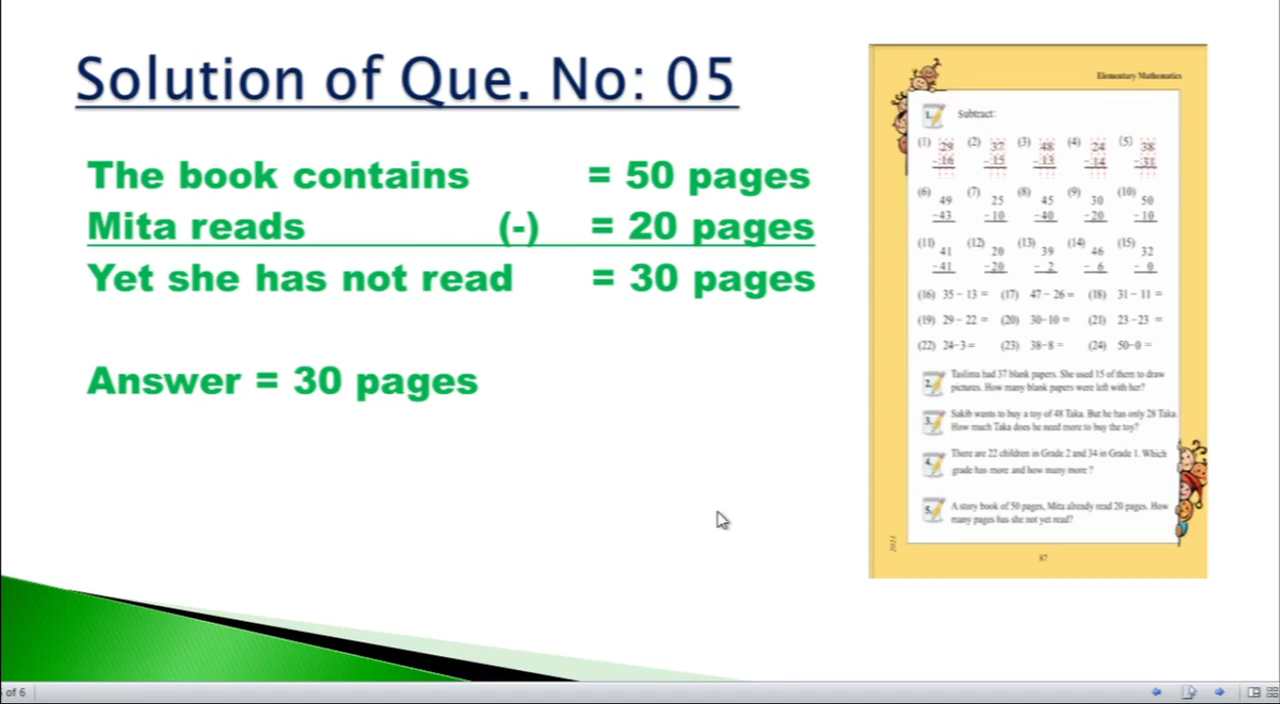 Solution of Que. No: 05
The book contains = 50 pages
Mita reads (-) = 20 pages
Yet she has not read = 30 pages
Answer = 30 pages
Elementary Mathematics
1. Subtract:
(1) 29 (2) 37 (3) 48 (4) 24 (5) 38
-16 -15 -13 -14 -31
(6) 49 (7) 25 (8) 45 (9) 30 (10) 50
-43 -10 -40 -20 -10
(11) 41 (12) 20 (13) 39 (14) 46 (15) 32
-41 -20 - 2 - 6 - 0
(16) 35 - 13 = (17) 47 - 26 = (18) 31 - 11 =
(19) 29 - 22 = (20) 30-10 = (21) 23 -23 =
(22) 24-3 = (23) 38-8 = (24) 50-0 =
2. Taslima had 37 blank papers. She used 15 of them to draw
pictures. How many blank papers were left with her?
3. Sakib wants to buy a toy of 48 Taka. But he has only 28 Taka.
How much Taka does he need more to buy the toy?
4. There are 22 children in Grade 2 and 34 in Grade 1. Which
grade has more and how many more ?
5. A story book of 50 pages, Mita already read 20 pages. How
many pages has she not yet read?
2021
87
of 6